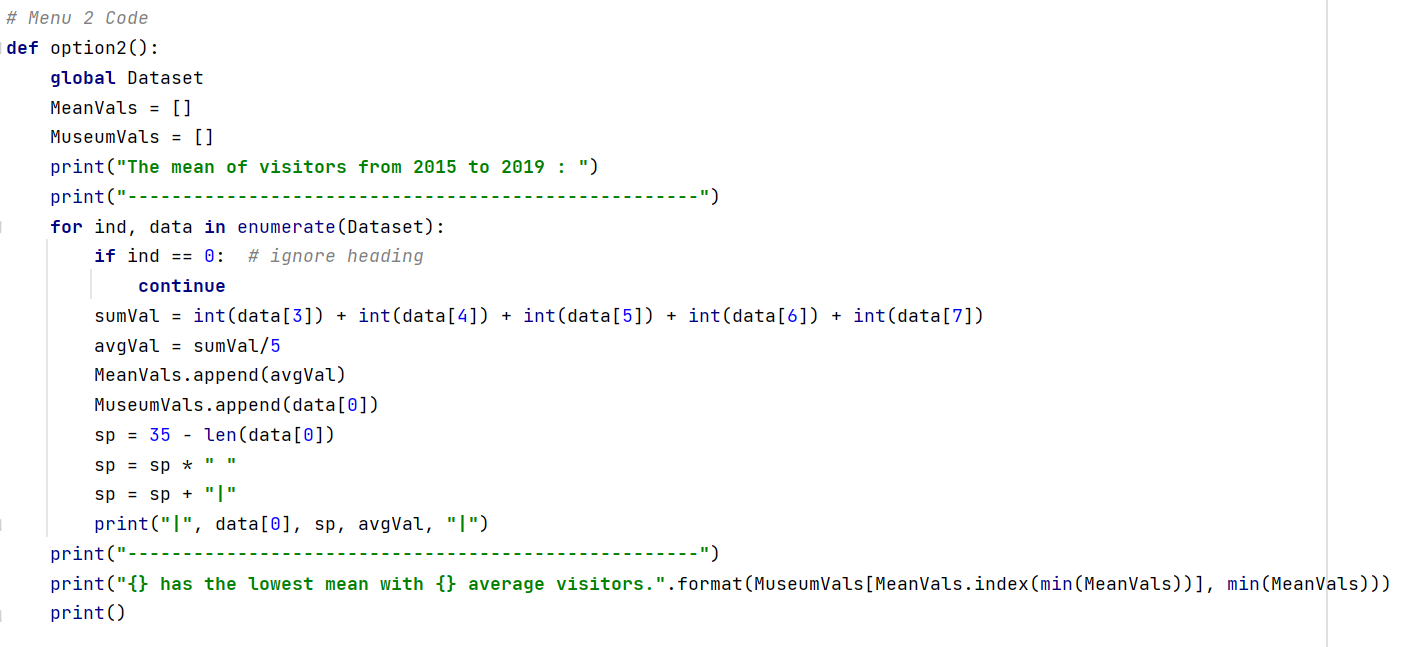 # Menu 2 Code
def option2():
    global Dataset
    MeanVals = []
    MuseumVals = []
    print("The mean of visitors from 2015 to 2019 : ")
    print("----------------------------------------------------")
    for ind, data in enumerate(Dataset):
        if ind == 0:  # ignore heading
            continue
        sumVal = int(data[3]) + int(data[4]) + int(data[5]) + int(data[6]) + int(data[7])
        avgVal = sumVal/5
        MeanVals.append(avgVal)
        MuseumVals.append(data[0])
        sp = 35 - len(data[0])
        sp = sp * " "
        sp = sp + "|"
        print("|", data[0], sp, avgVal, "|")
    print("----------------------------------------------------")
    print("{} has the lowest mean with {} average visitors.".format(MuseumVals[MeanVals.index(min(MeanVals))], min(MeanVals)))
    print()